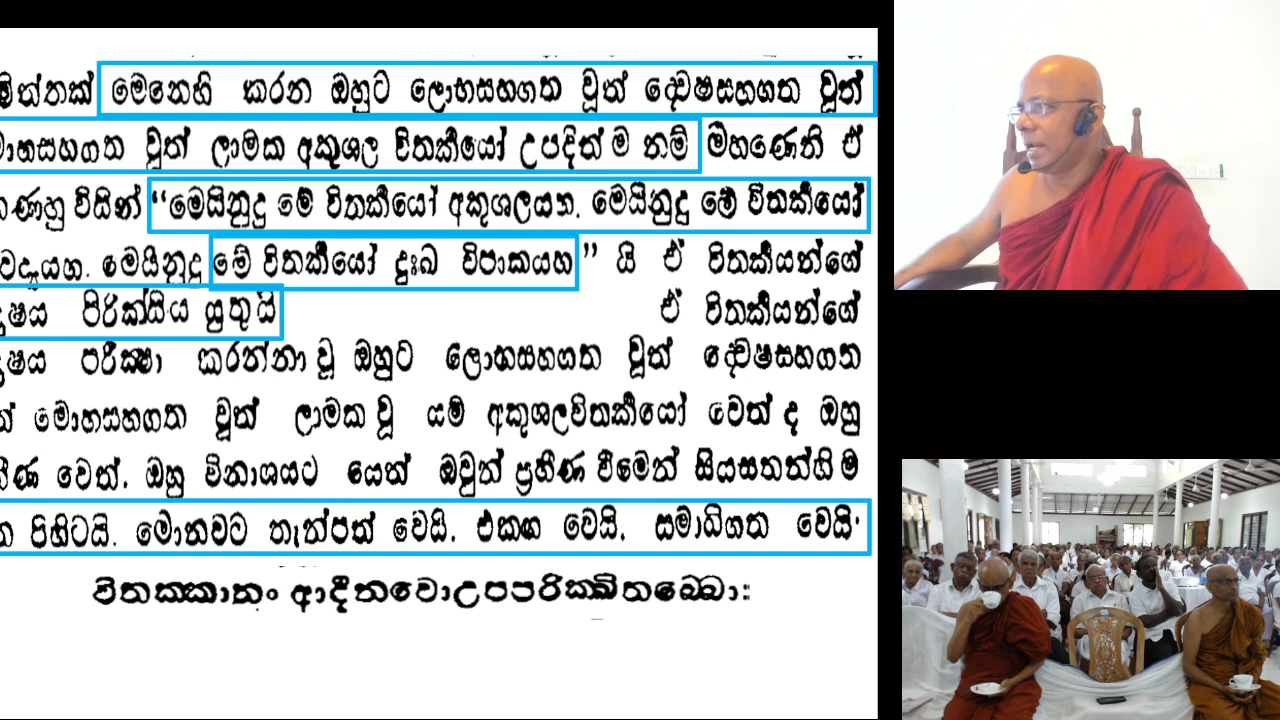 මෙනෙහි කරන ඔහුට ලොභසහගත වූත් ද්වේෂසහගත වූත්
වූත් ලාමක අකුශල විතර්කයෝ උපදිත් ම නම් මහණෙනි ඒ
විසින් “මෙයිනුදු මේ විතර්කයෝ අකුශලයහ. මෙයිනුදු මේ විතර්කයෝ
මෙයිනුදු මේ විතර්කයෝ දුඃඛ විපාකයහ” යි ඒ විතර්කයන්ගේ
පිරික්සිය යුතුයි ඒ විතර්කයන්ගේ
පරීක්ෂා කරන්නා වූ ඔහුට ලොභසහගත වූත් ද්වේෂසහගත
මොහසහගත වූත් ලාමක වූ යම් අකුශලවිතර්කයෝ වෙත් ද ඔහු
වෙත්. ඔහු විනාශයට යෙත් ඔවුන් ප්‍රහීණ වීමෙන් සියසතන්හි ම
පිහිටයි. මොනවට තැන්පත් වෙයි. එකඟ වෙයි. සමාධිගත වෙයි.
විතක්කානං ආදීනවො උපපරික්ඛිතබ්බො: